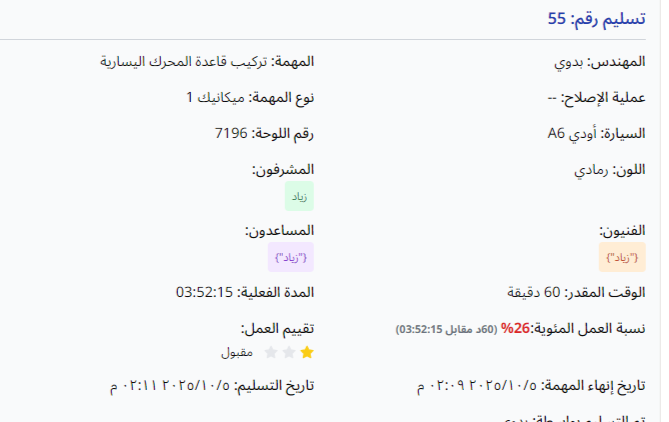 تسليم رقم: 55
المهندس: بدوي
المهمة: تركيب قاعدة المحرك اليسارية
عملية الإصلاح: --
نوع المهمة: ميكانيك 1
السيارة: أودي A6
رقم اللوحة: 7196
اللون: رمادي
المشرفون:
زياد
الفنيون:
{"زياد"}
المساعدون:
{"زياد"}
الوقت المقدر: 60 دقيقة
المدة الفعلية: 03:52:15
نسبة العمل المئوية:26% (60د مقابل 03:52:15)
تقييم العمل:
مقبول
تاريخ إنهاء المهمة: ٢٠٢٥/١٠/٥ ٠٢:٠٩ م
تاريخ التسليم: ٢٠٢٥/١٠/٥ ٠٢:١١ م